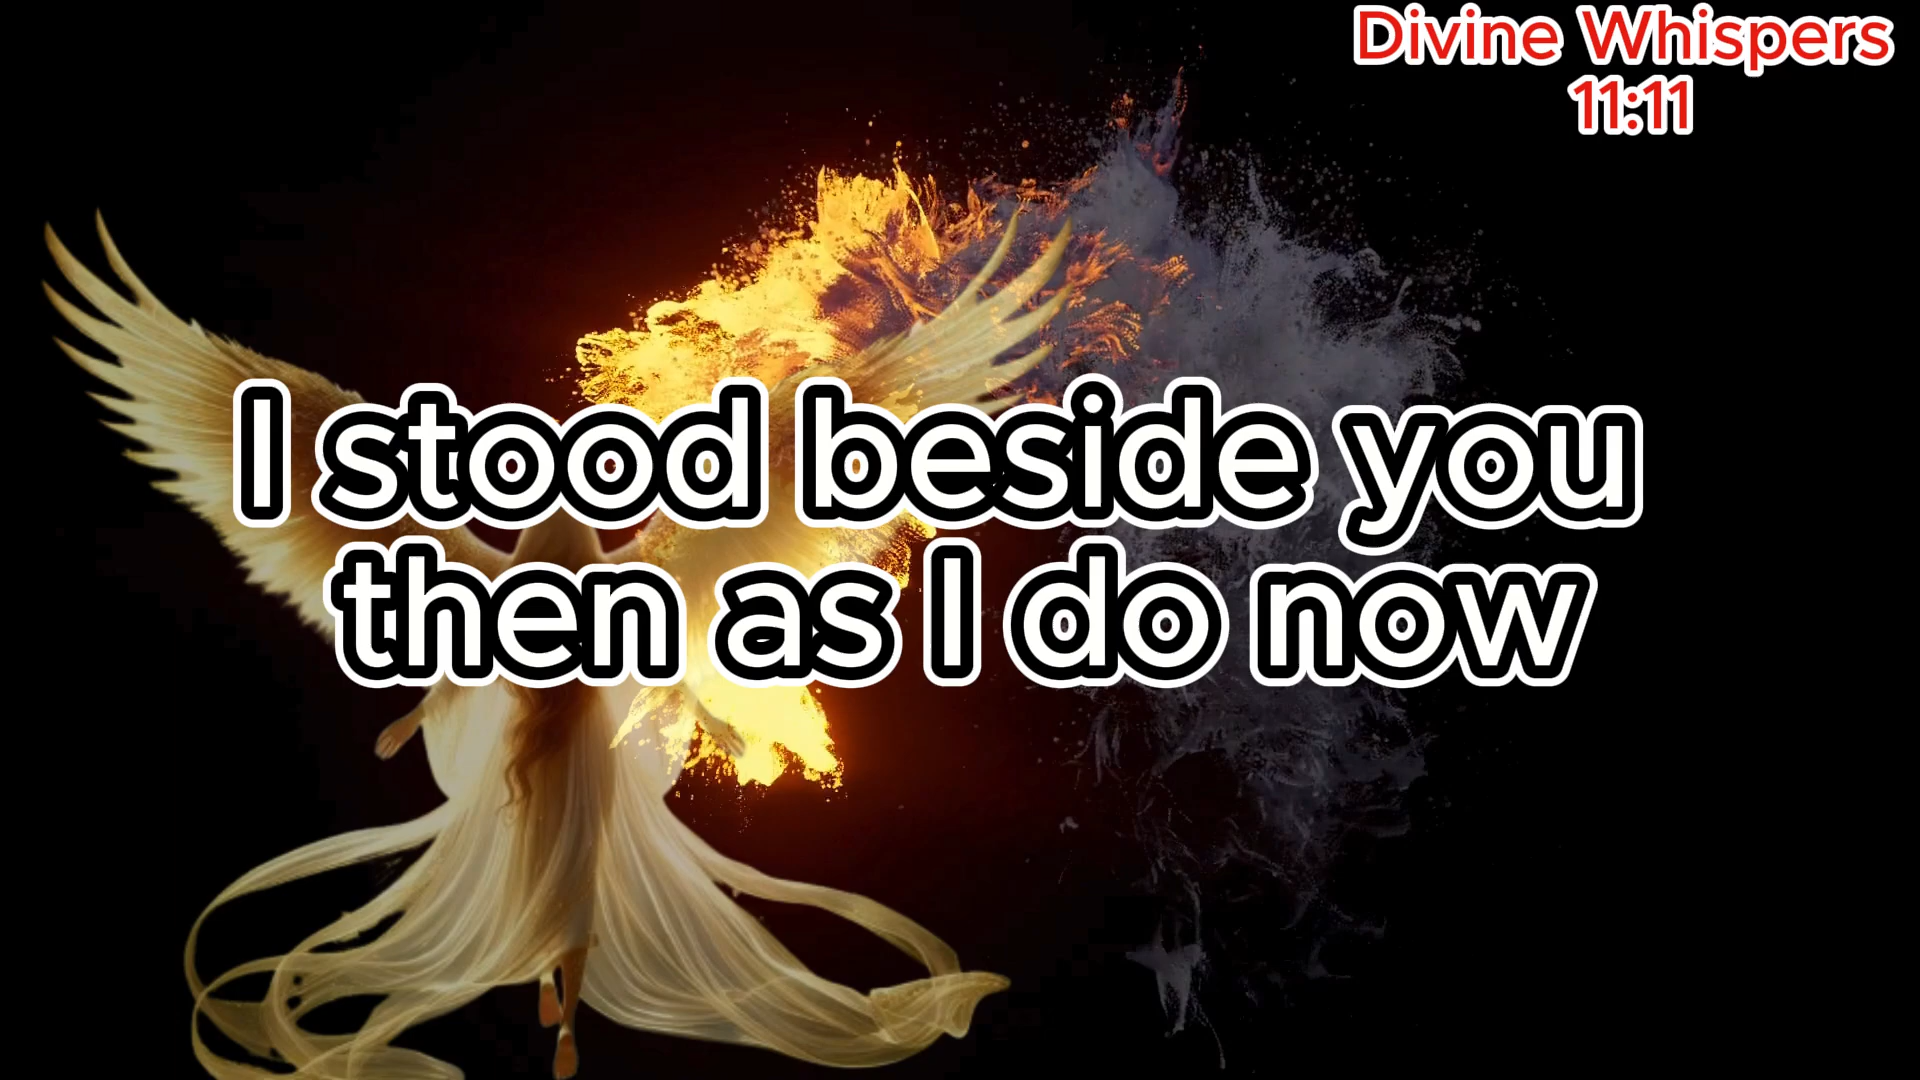 Divine Whispers
11:11
I stood beside you
then as I do now